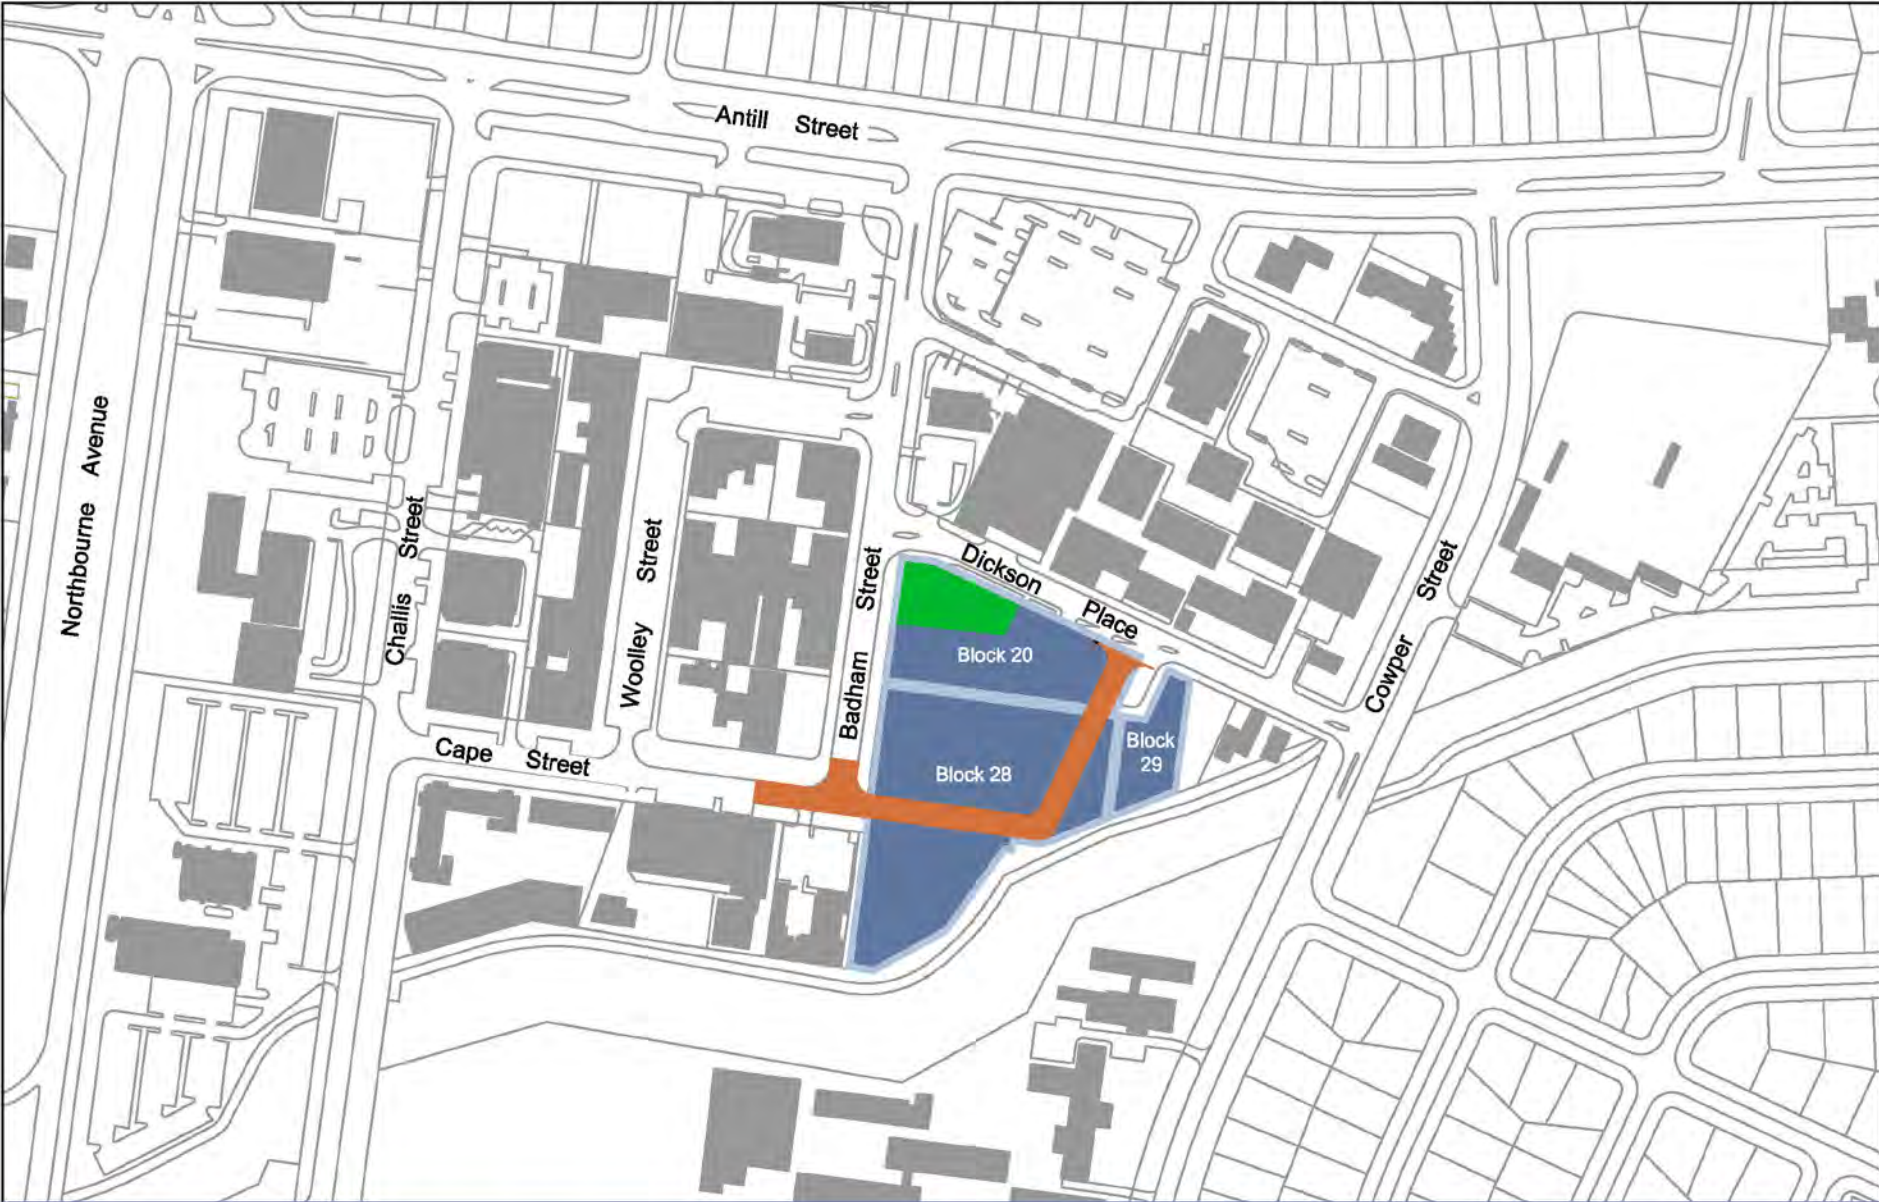 Antill Street
Northbourne Avenue
Challis Street
Woolley Street
Badham Street
Dickson Place
Cowper Street
Block 20
Block 28
Block
29
Cape Street